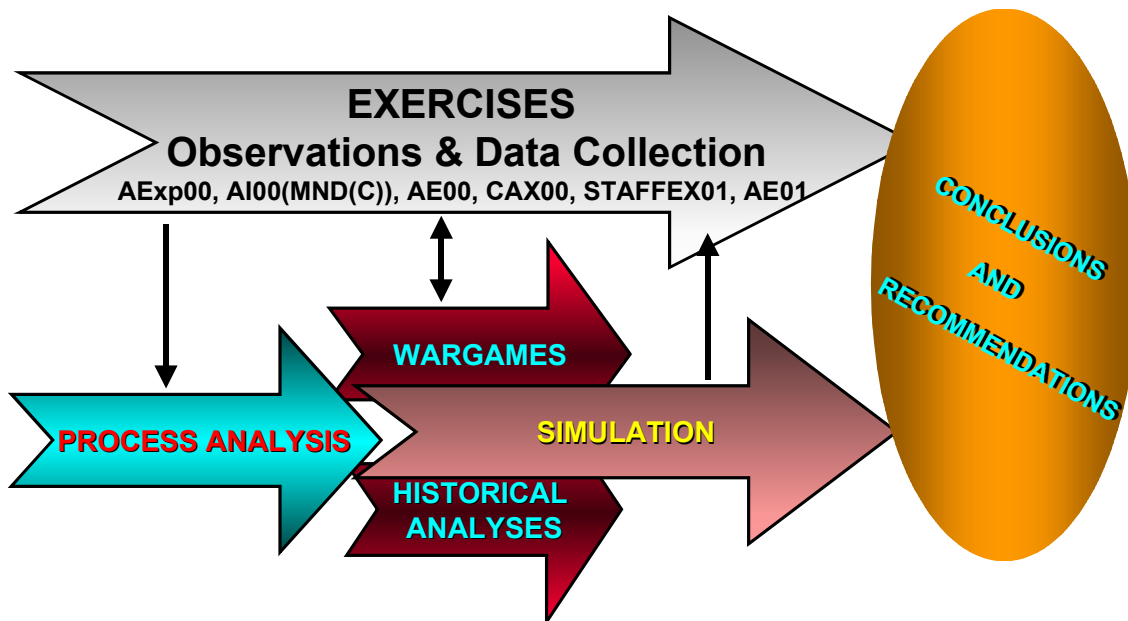 EXERCISES
Observations & Data Collection
AExp00, AI00(MND(C)), AE00, CAX00, STAFFEX01, AE01
CONCLUSIONS
AND
RECOMMENDATIONS
WARGAMES
PROCESS ANALYSIS
SIMULATION
HISTORICAL
ANALYSES